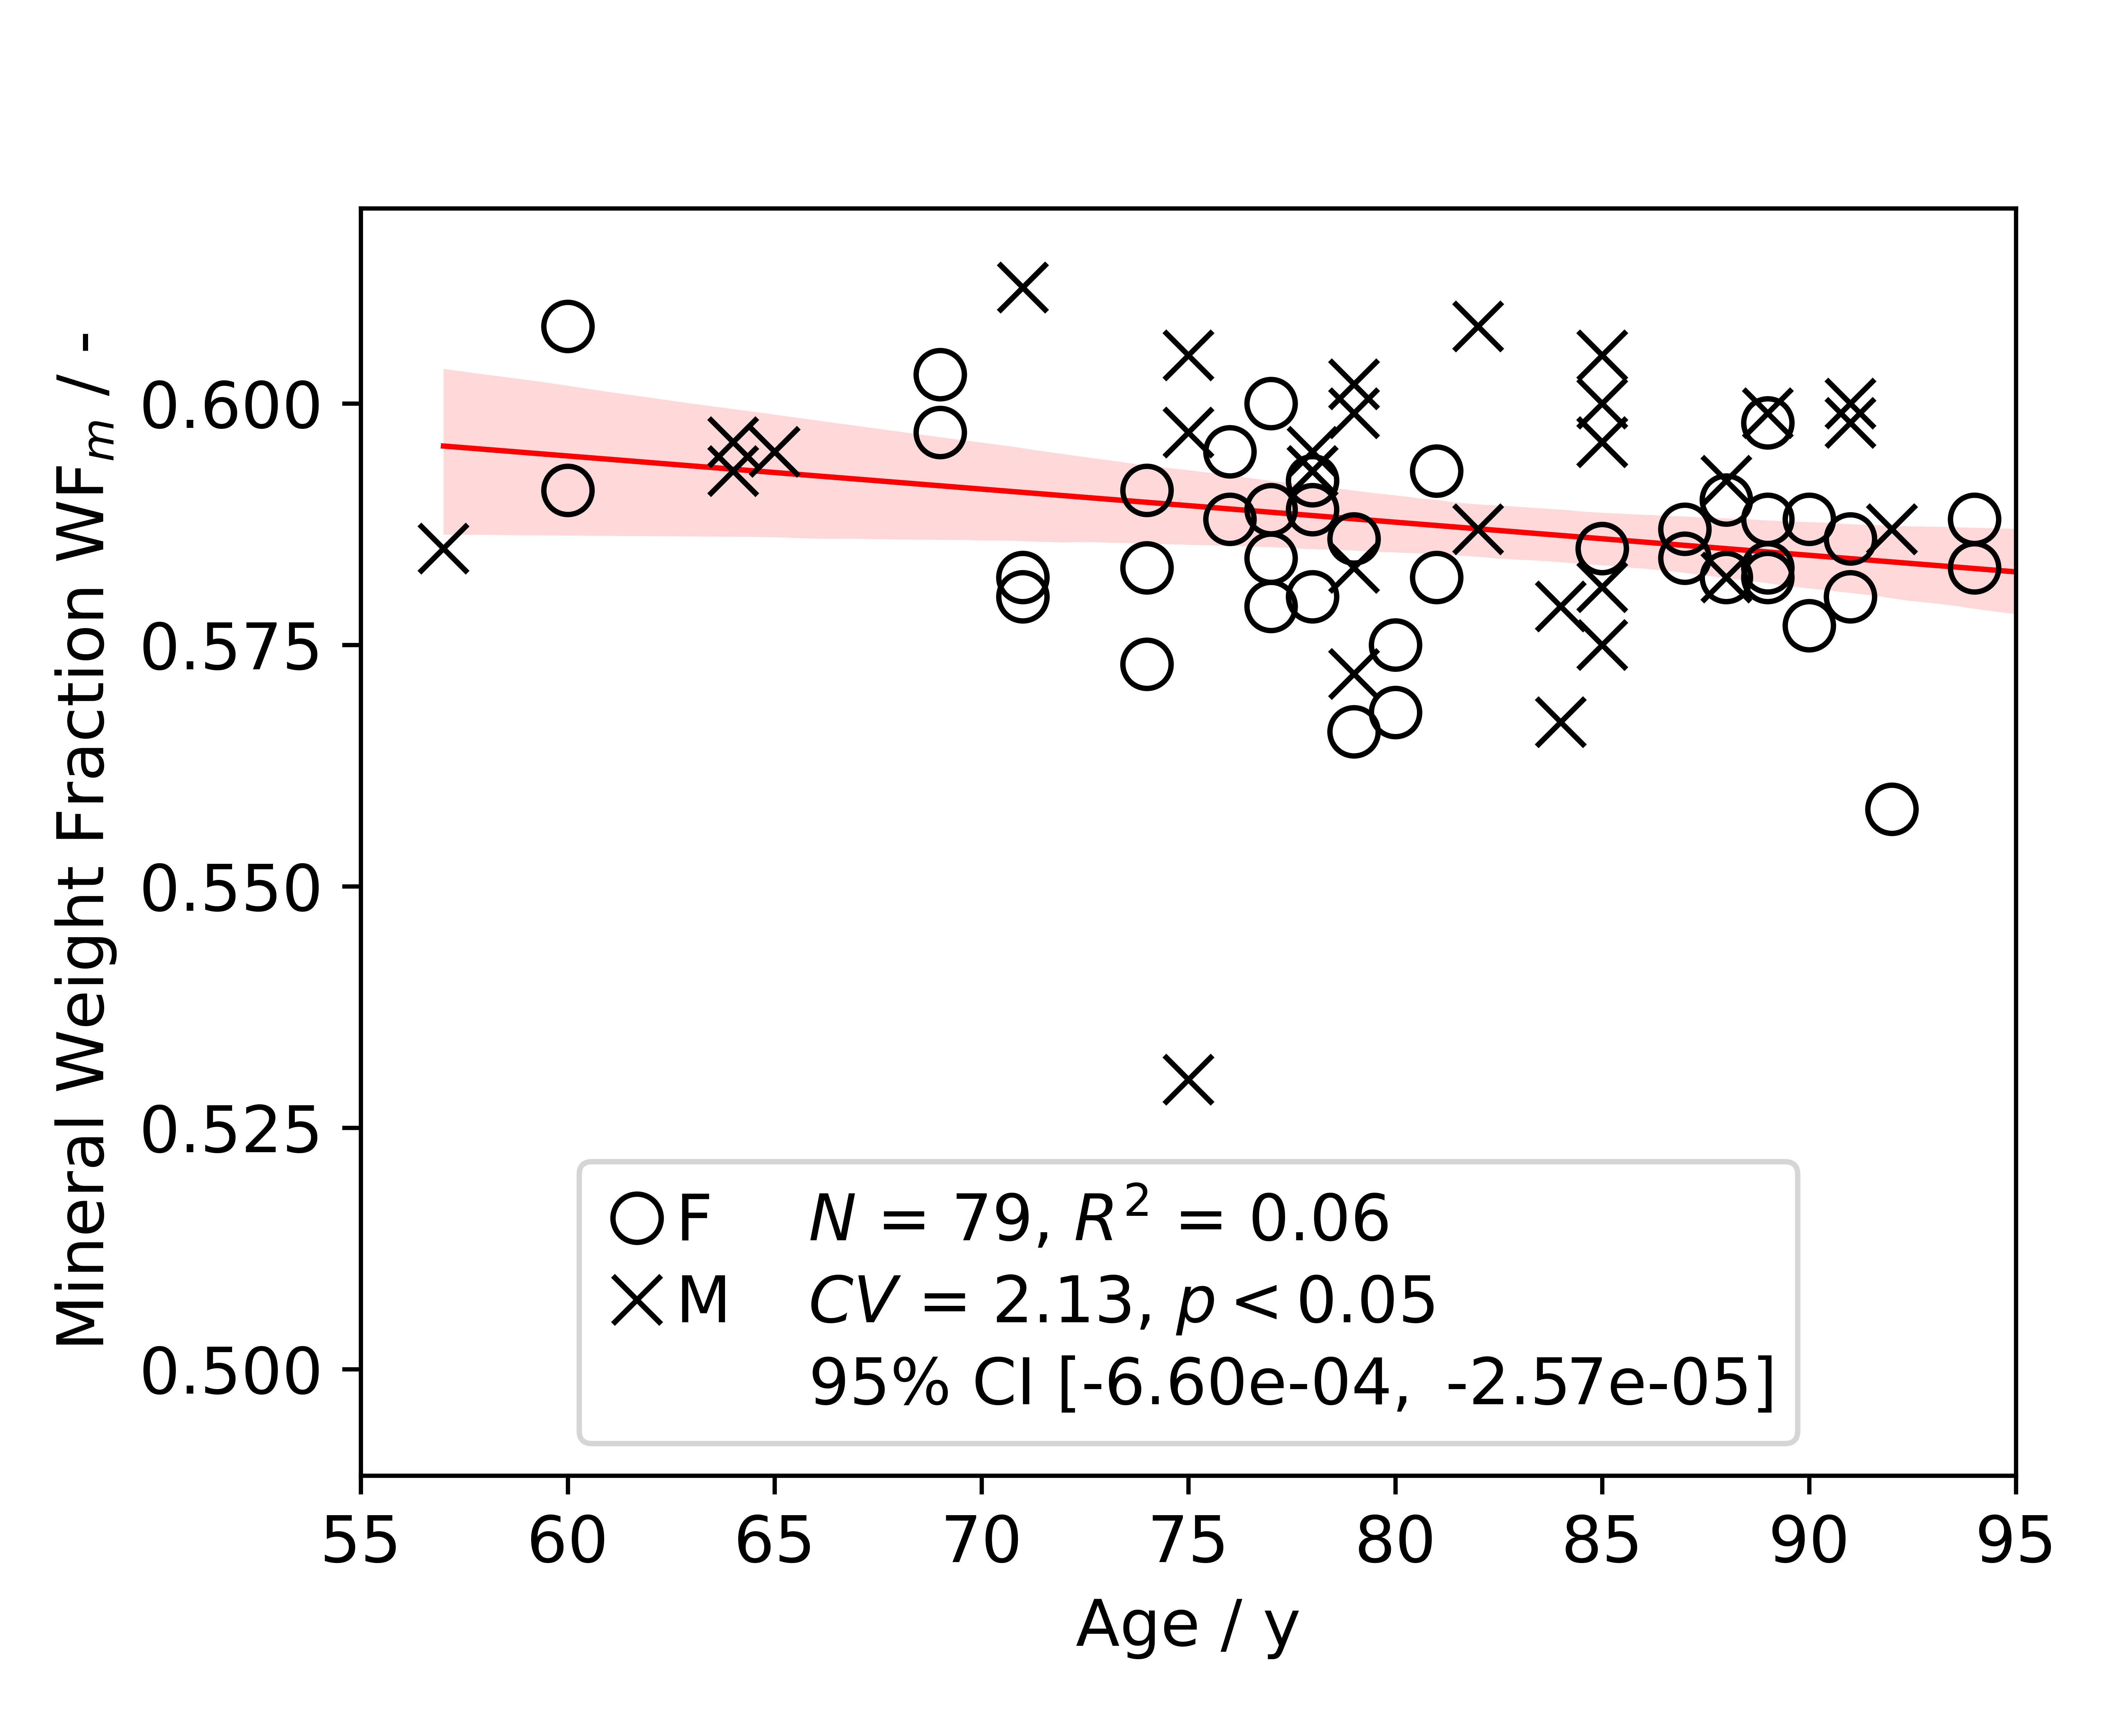 Mineral Weight Fraction WFm / -
0.600
0.575
0.550
0.525
0.500
F N = 79, R² = 0.06
M CV = 2.13, p < 0.05
95% CI [-6.60e-04, -2.57e-05]
55 60 65 70 75 80 85 90 95
Age / y